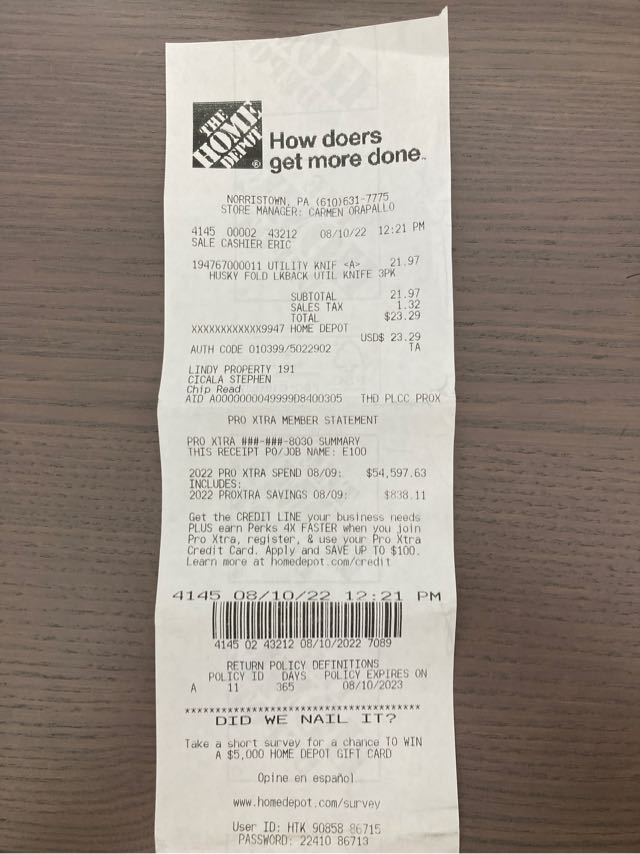 THE
HOME
DEPOT
®
How doers
get more done™
NORRISTOWN, PA (610)631-7775
STORE MANAGER: CARMEN ORAPALLO
4145 00002 43212 08/10/22 12:21 PM
SALE CASHIER ERIC
194767000011 UTILITY KNIF <A> 21.97
HUSKY FOLD LKBACK UTIL KNIFE 3PK
SUBTOTAL 21.97
SALES TAX 1.32
TOTAL $23.29
XXXXXXXXXXXX9947 HOME DEPOT
USD$ 23.29
AUTH CODE 010399/5022902 TA
LINDY PROPERTY 191
CICALA STEPHEN
Chip Read
AID A0000000049999D8400305 THD PLCC PROX
PRO XTRA MEMBER STATEMENT
PRO XTRA ###-###-8030 SUMMARY
THIS RECEIPT PO/JOB NAME: E100
2022 PRO XTRA SPEND 08/09: $54,597.63
INCLUDES:
2022 PROXTRA SAVINGS 08/09: $838.11
Get the CREDIT LINE your business needs
PLUS earn Perks 4X FASTER when you join
Pro Xtra, register, & use your Pro Xtra
Credit Card. Apply and SAVE UP TO $100.
Learn more at homedepot.com/credit
4145 08/10/22 12:21 PM
4145 02 43212 08/10/2022 7089
RETURN POLICY DEFINITIONS
POLICY ID DAYS POLICY EXPIRES ON
A 11 365 08/10/2023
****************************************
DID WE NAIL IT?
Take a short survey for a chance TO WIN
A $5,000 HOME DEPOT GIFT CARD
Opine en español
www.homedepot.com/survey
User ID: HTK 90858 86715
PASSWORD: 22410 86713